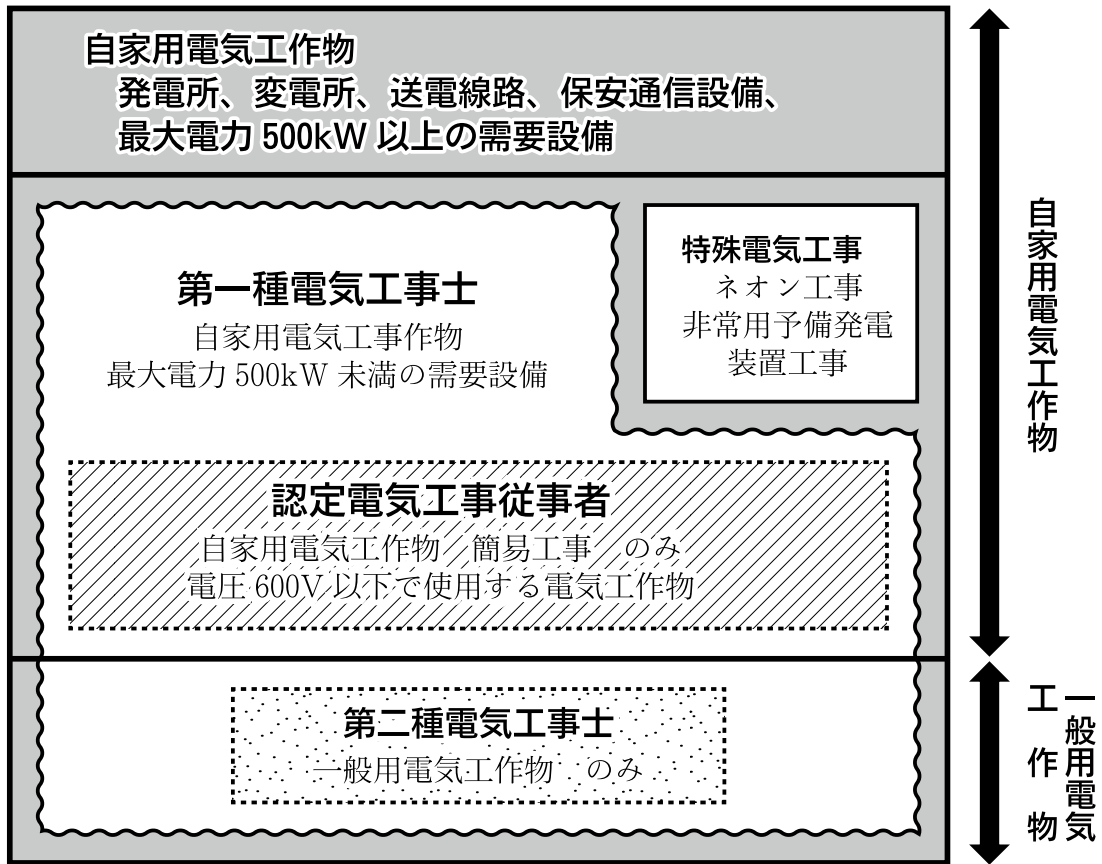 自家用電気工作物
発電所、変電所、送電線路、保安通信設備、
最大電力 500kW 以上の需要設備
第一種電気工事士
自家用電気工事作物
最大電力 500kW 未満の需要設備
特殊電気工事
ネオン工事
非常用予備発電
装置工事
認定電気工事従事者
自家用電気工作物 簡易工事 のみ
電圧 600V 以下で使用する電気工作物
第二種電気工事士
一般用電気工作物 のみ
自家用電気工作物
一般用電気
工作物